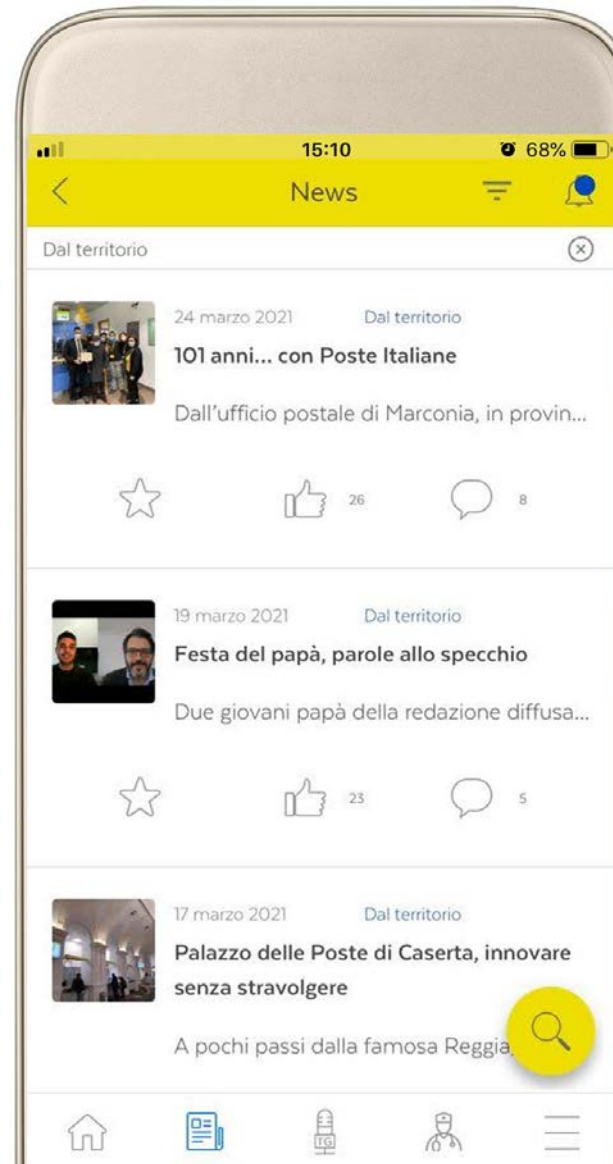 15:10
68%
News
Dal territorio
24 marzo 2021 Dal territorio
101 anni... con Poste Italiane
Dall'ufficio postale di Marconia, in provin...
26 8
19 marzo 2021 Dal territorio
Festa del papà, parole allo specchio
Due giovani papà della redazione diffusa...
23 5
17 marzo 2021 Dal territorio
Palazzo delle Poste di Caserta, innovare
senza stravolgere
A pochi passi dalla famosa Reggia,
TG